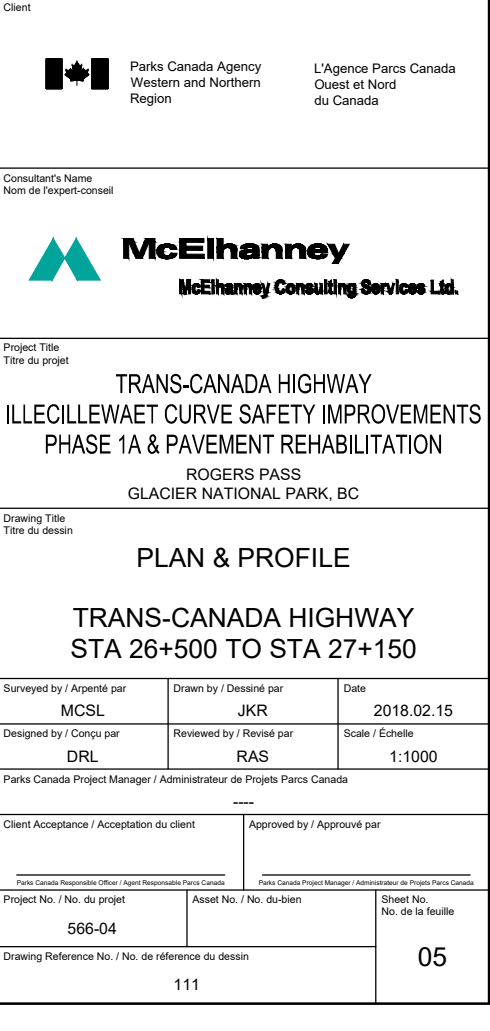 Client
Parks Canada Agency
Western and Northern
Region
L'Agence Parcs Canada
Ouest et Nord
du Canada
Consultant's Name
Nom de l'expert-conseil
McElhanney
McElhanney Consulting Services Ltd.
Project Title
Titre du projet
TRANS-CANADA HIGHWAY
ILLECILLEWAET CURVE SAFETY IMPROVEMENTS
PHASE 1A & PAVEMENT REHABILITATION
ROGERS PASS
GLACIER NATIONAL PARK, BC
Drawing Title
Titre du dessin
PLAN & PROFILE
TRANS-CANADA HIGHWAY
STA 26+500 TO STA 27+150
Surveyed by / Arpenté par
MCSL
Drawn by / Dessiné par
JKR
Date
2018.02.15
Designed by / Conçu par
DRL
Reviewed by / Revisé par
RAS
Scale / Échelle
1:1000
Parks Canada Project Manager / Administrateur de Projets Parcs Canada
----
Client Acceptance / Acceptation du client
Parks Canada Responsible Officer / Agent Responsable Parcs Canada
Approved by / Approuvé par
Parks Canada Project Manager / Administrateur de Projets Parcs Canada
Project No. / No. du projet
566-04
Asset No. / No. du-bien
Sheet No.
No. de la feuille
05
Drawing Reference No. / No. de réference du dessin
111